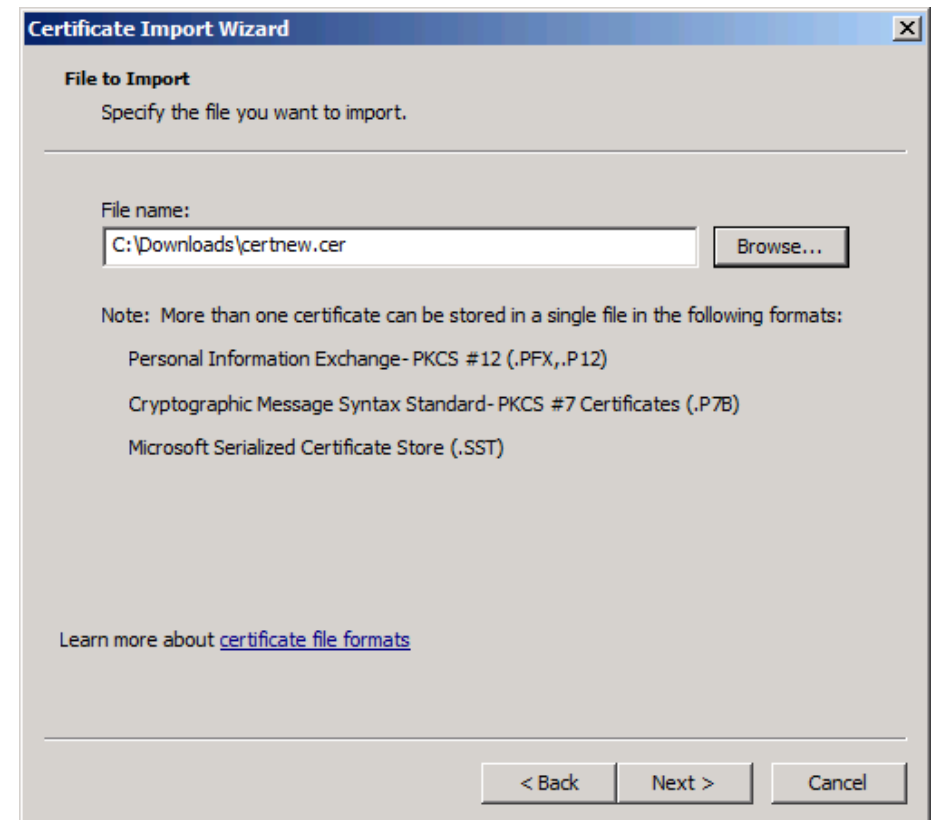 Certificate Import Wizard
File to Import
Specify the file you want to import.
File name:
C:\Downloads\certnew.cer
Browse...
Note:  More than one certificate can be stored in a single file in the following formats:
Personal Information Exchange- PKCS #12 (.PFX,.P12)
Cryptographic Message Syntax Standard- PKCS #7 Certificates (.P7B)
Microsoft Serialized Certificate Store (.SST)
Learn more about certificate file formats
< Back
Next >
Cancel